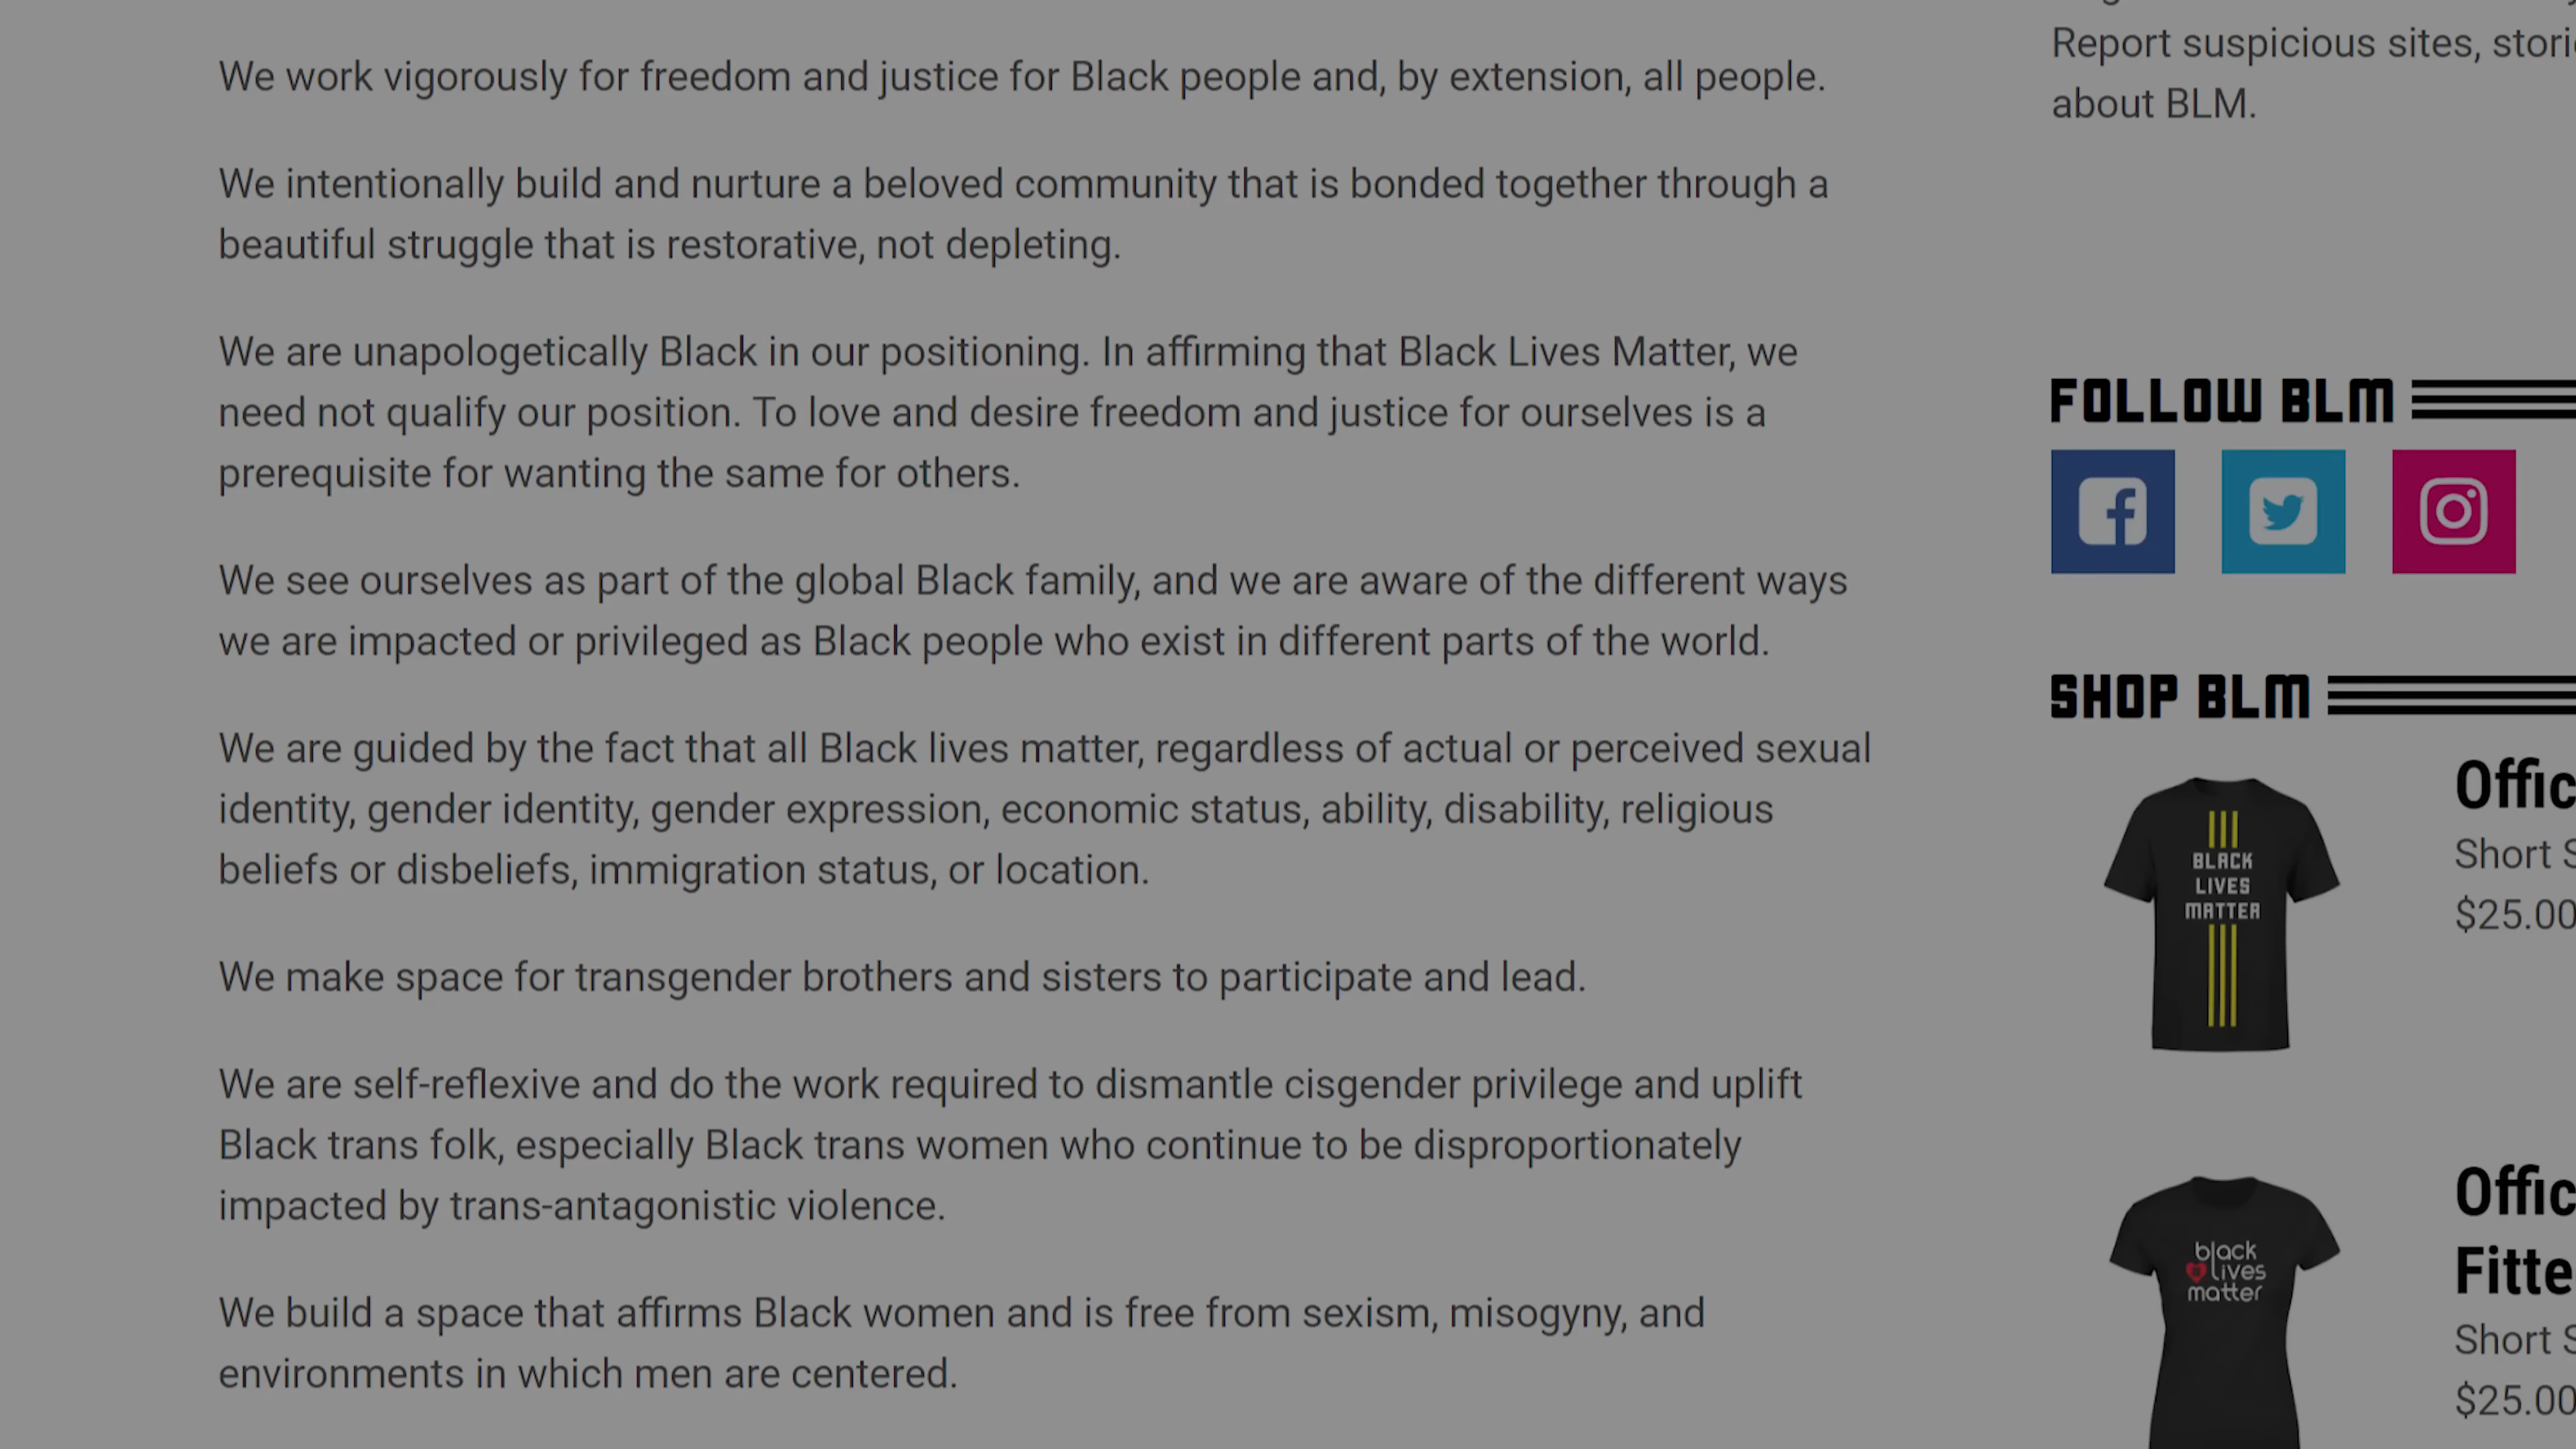 We work vigorously for freedom and justice for Black people and, by extension, all people.
We intentionally build and nurture a beloved community that is bonded together through a
beautiful struggle that is restorative, not depleting.
We are unapologetically Black in our positioning. In affirming that Black Lives Matter, we
need not qualify our position. To love and desire freedom and justice for ourselves is a
prerequisite for wanting the same for others.
We see ourselves as part of the global Black family, and we are aware of the different ways
we are impacted or privileged as Black people who exist in different parts of the world.
We are guided by the fact that all Black lives matter, regardless of actual or perceived sexual
identity, gender identity, gender expression, economic status, ability, disability, religious
beliefs or disbeliefs, immigration status, or location.
We make space for transgender brothers and sisters to participate and lead.
We are self-reflexive and do the work required to dismantle cisgender privilege and uplift
Black trans folk, especially Black trans women who continue to be disproportionately
impacted by trans-antagonistic violence.
We build a space that affirms Black women and is free from sexism, misogyny, and
environments in which men are centered.
Report suspicious sites,
about BLM.
FOLLOW BLM
SHOP BLM
BLACK
LIVES
MATTER
Short
$25.00
black
lives
matter
Short
$25.00